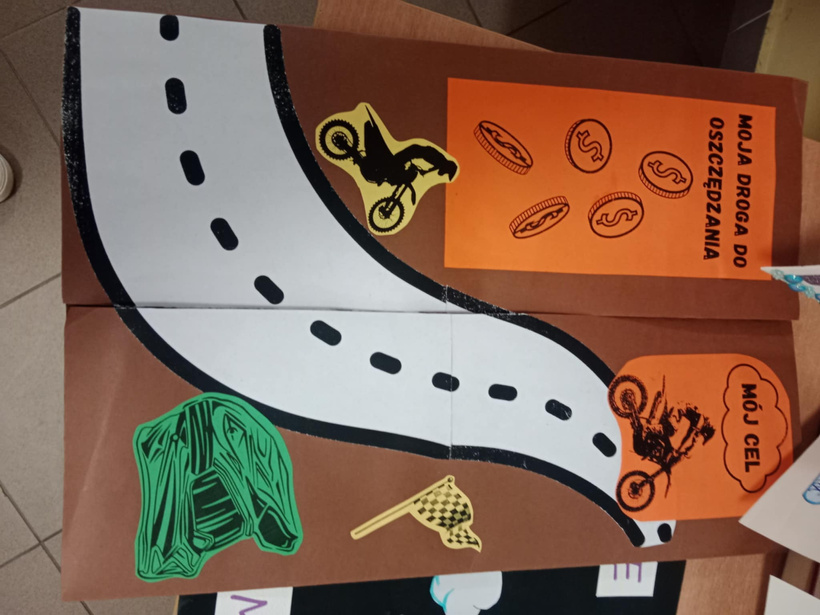 MOJA DROGA DO
OSZCZĘDZANIA
MÓJ CEL
E
M